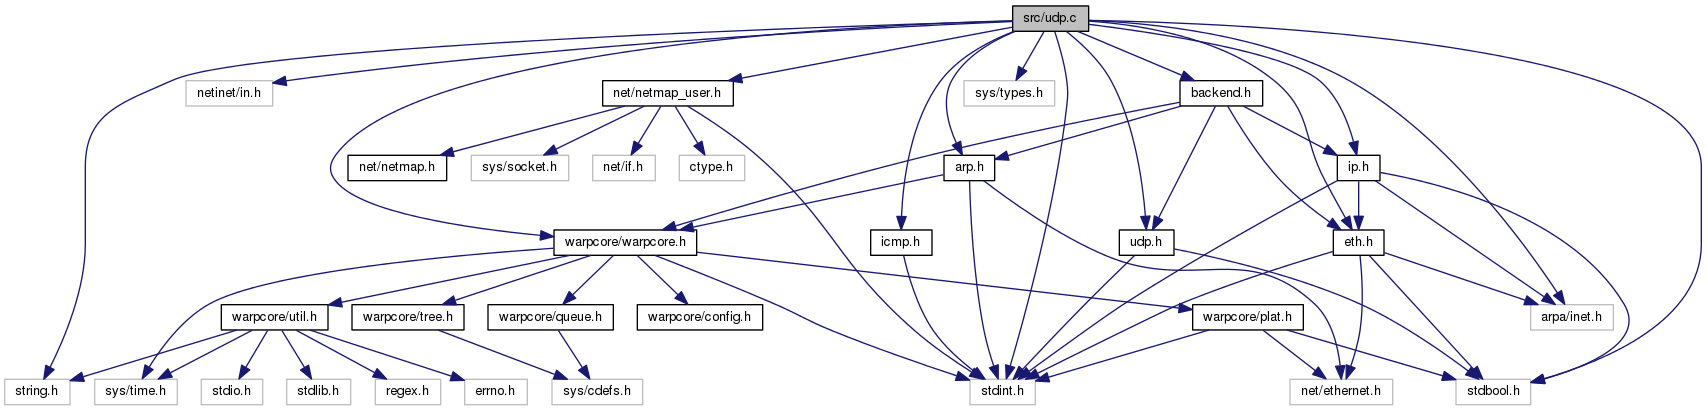 src/udp.c
netinet/in.h
net/netmap_user.h
sys/types.h
backend.h
net/netmap.h
sys/socket.h
net/if.h
ctype.h
arp.h
ip.h
warpcore/warpcore.h
icmp.h
udp.h
eth.h
warpcore/util.h
warpcore/tree.h
warpcore/queue.h
warpcore/config.h
warpcore/plat.h
arpa/inet.h
string.h
sys/time.h
stdio.h
stdlib.h
regex.h
errno.h
sys/cdefs.h
stdint.h
net/ethernet.h
stdbool.h